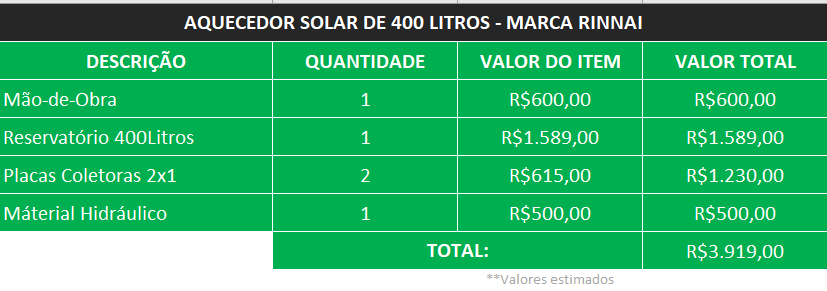 AQUECEDOR SOLAR DE 400 LITROS - MARCA RINNAI
DESCRIÇÃO QUANTIDADE VALOR DO ITEM VALOR TOTAL
Mão-de-Obra 1 R$600,00 R$600,00
Reservatório 400Litros 1 R$1.589,00 R$1.589,00
Placas Coletoras 2x1 2 R$615,00 R$1.230,00
Máterial Hidráulico 1 R$500,00 R$500,00
TOTAL: R$3.919,00
**Valores estimados